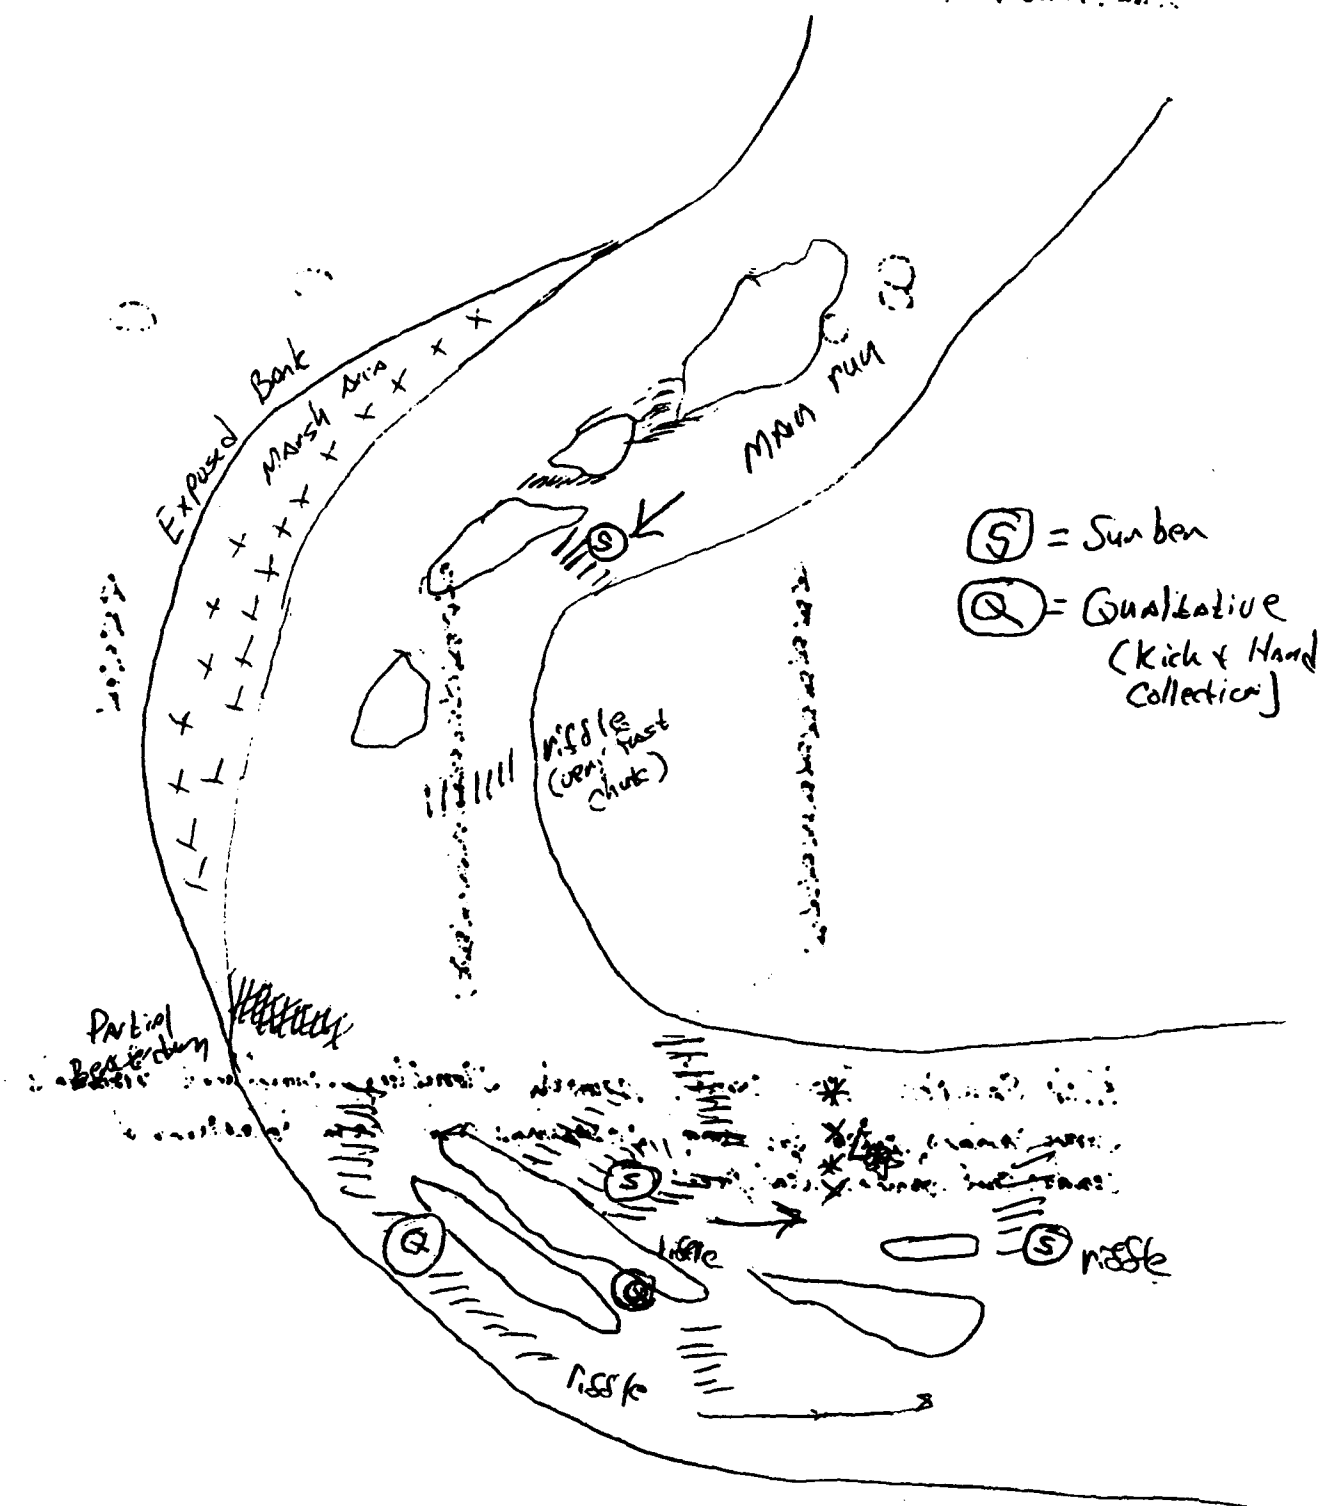 Exposed Bank
Marsh Area
Main run
S
S = Surber
Q = Qualitative
(Kick & Hand
Collection)
riffle
(very fast
chute)
Partial
S
Logs
Q
riffle
S riffle
Q
riffle